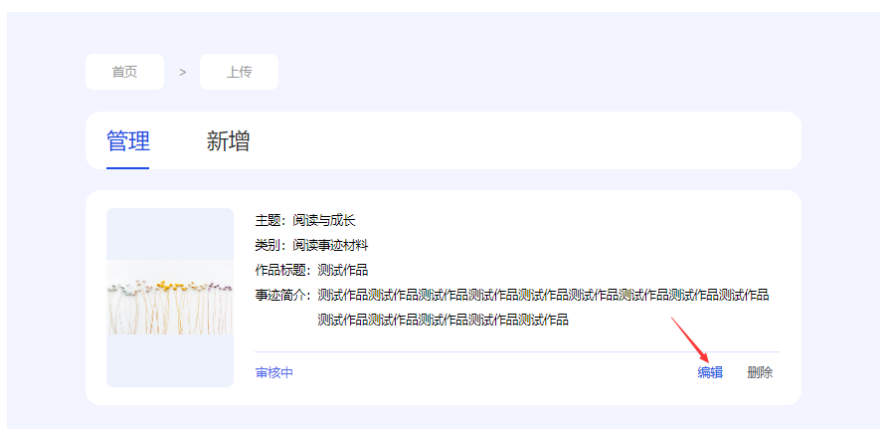 首页 > 上传
管理 新增
主题：阅读与成长
类别：阅读事迹材料
作品标题：测试作品
事迹简介：测试作品测试作品测试作品测试作品测试作品测试作品测试作品测试作品测试作品
测试作品测试作品测试作品测试作品测试作品
审核中 编辑 删除